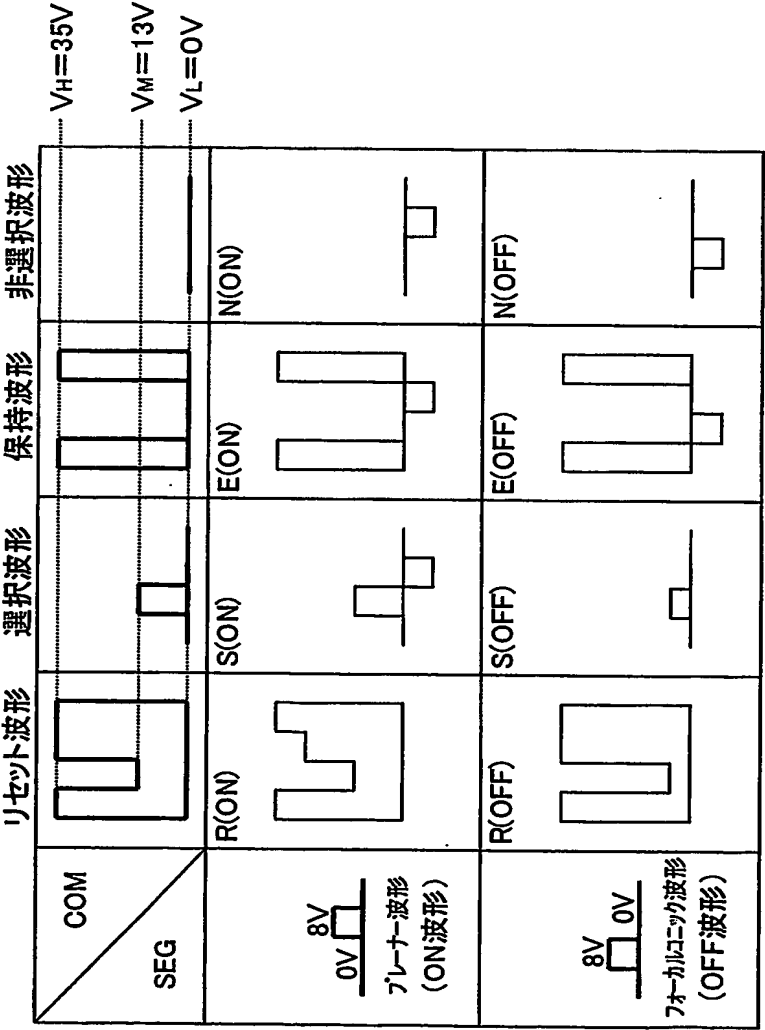 リセット波形
選択波形
保持波形
非選択波形
COM
SEG
VH=35V
VM=13V
VL=0V
8V
0V
プレーナー波形
(ON波形)
R(ON)
S(ON)
E(ON)
N(ON)
8V
0V
フォーカルコニック波形
(OFF波形)
R(OFF)
S(OFF)
E(OFF)
N(OFF)